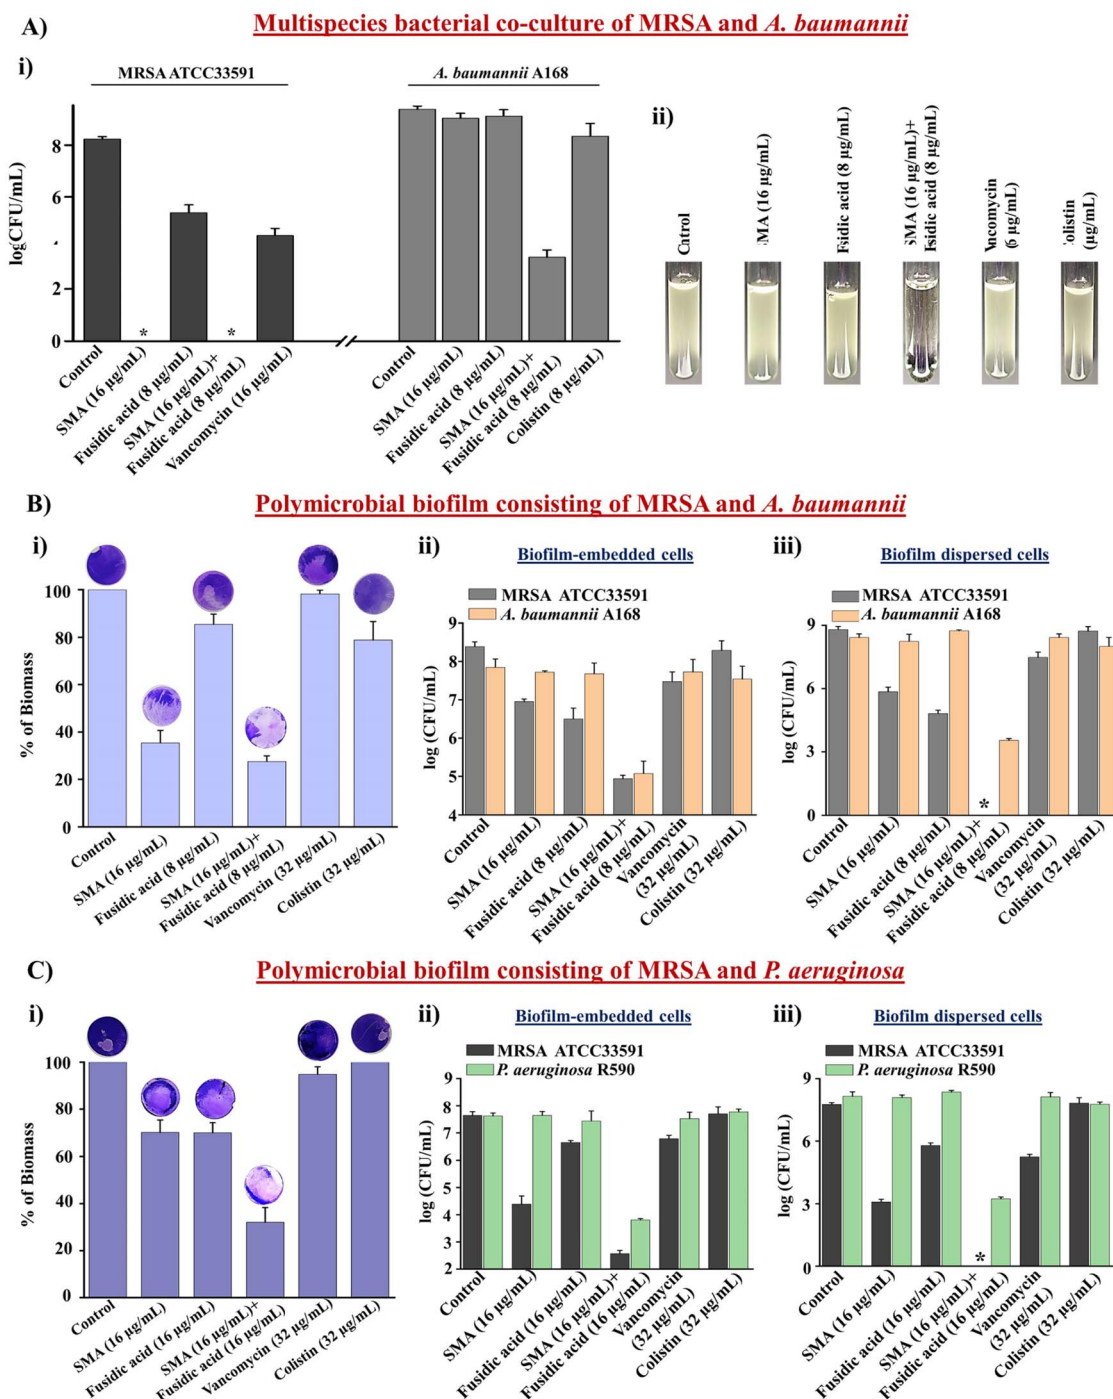 A) Multispecies bacterial co-culture of MRSA and A. baumannii
i)
MRSA ATCC33591
A. baumannii A168
log(CFU/mL)
8
6
4
2
0
*
*
Control
SMA (16 µg/mL)
Fusidic acid (8 µg/mL)
SMA (16 µg/mL)+
Fusidic acid (8 µg/mL)
Vancomycin (16 µg/mL)
Control
SMA (16 µg/mL)
Fusidic acid (8 µg/mL)
SMA (16 µg/mL)+
Fusidic acid (8 µg/mL)
Colistin (8 µg/mL)
ii)
(16 µg/mL)
acid (8 µg/mL)
(16 µg/mL)+
acid (8 µg/mL)
B) Polymicrobial biofilm consisting of MRSA and A. baumannii
i)
% of Biomass
100
80
60
40
20
0
Control
SMA (16 µg/mL)
Fusidic acid (8 µg/mL)
SMA (16 µg/mL)+
Fusidic acid (8 µg/mL)
Vancomycin (32 µg/mL)
Colistin (32 µg/mL)
ii)
Biofilm-embedded cells
MRSA ATCC33591
A. baumannii A168
log (CFU/mL)
9
8
7
6
5
4
Control
SMA (16 µg/mL)
Fusidic acid (8 µg/mL)
SMA (16 µg/mL)+
Fusidic acid (8 µg/mL)
Vancomycin
(32 µg/mL)
Colistin (32 µg/mL)
iii)
Biofilm dispersed cells
MRSA ATCC33591
A. baumannii A168
log (CFU/mL)
9
6
3
0
*
Control
SMA (16 µg/mL)
Fusidic acid (8 µg/mL)
SMA (16 µg/mL)+
Fusidic acid (8 µg/mL)
Vancomycin
(32 µg/mL)
Colistin (32 µg/mL)
C) Polymicrobial biofilm consisting of MRSA and P. aeruginosa
i)
% of Biomass
100
80
60
40
20
0
Control
SMA (16 µg/mL)
Fusidic acid (16 µg/mL)
SMA (16 µg/mL)+
Fusidic acid (16 µg/mL)
Vancomycin (32 µg/mL)
Colistin (32 µg/mL)
ii)
Biofilm-embedded cells
MRSA ATCC33591
P. aeruginosa R590
log (CFU/mL)
9
8
7
6
5
4
3
2
Control
SMA (16 µg/mL)
Fusidic acid (16 µg/mL)
SMA (16 µg/mL)+
Fusidic acid (16 µg/mL)
Vancomycin
(32 µg/mL)
Colistin (32 µg/mL)
iii)
Biofilm dispersed cells
MRSA ATCC33591
P. aeruginosa R590
log (CFU/mL)
9
6
3
0
*
Control
SMA (16 µg/mL)
Fusidic acid (16 µg/mL)
SMA (16 µg/mL)+
Fusidic acid (16 µg/mL)
Vancomycin
(32 µg/mL)
Colistin (32 µg/mL)